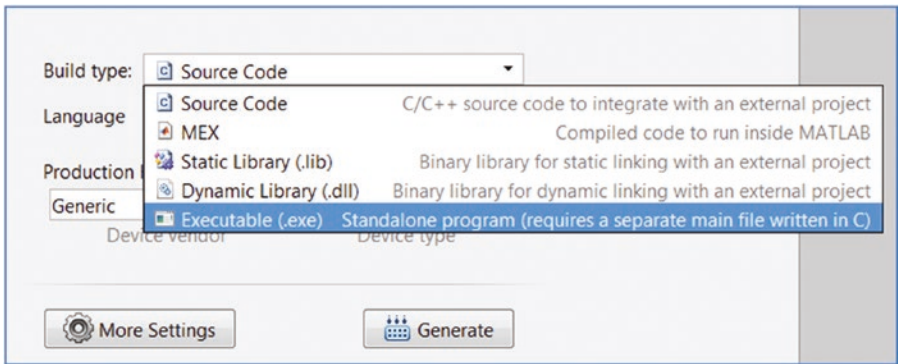 Build type: Source Code
Source Code C/C++ source code to integrate with an external project
Language
MEX Compiled code to run inside MATLAB
Static Library (.lib) Binary library for static linking with an external project
Production
Dynamic Library (.dll) Binary library for dynamic linking with an external project
Generic
Executable (.exe) Standalone program (requires a separate main file written in C)
Device vendor Device type
More Settings Generate